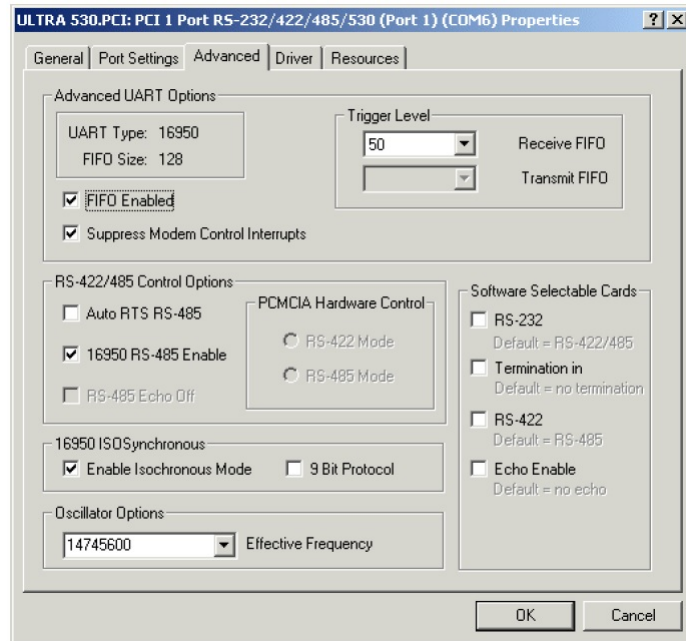 ULTRA 530.PCI: PCI 1 Port RS-232/422/485/530 (Port 1) (COM6) Properties
General Port Settings Advanced Driver Resources
Advanced UART Options
UART Type: 16950
FIFO Size: 128
FIFO Enabled
Suppress Modem Control Interrupts
Trigger Level
50 Receive FIFO
Transmit FIFO
RS-422/485 Control Options
Auto RTS RS-485
16950 RS-485 Enable
RS-485 Echo Off
PCMCIA Hardware Control
RS-422 Mode
RS-485 Mode
16950 ISOSynchronous
Enable Isochronous Mode 9 Bit Protocol
Oscillator Options
14745600 Effective Frequency
Software Selectable Cards
RS-232
Default = RS-422/485
Termination in
Default = no termination
RS-422
Default = RS-485
Echo Enable
Default = no echo
OK Cancel